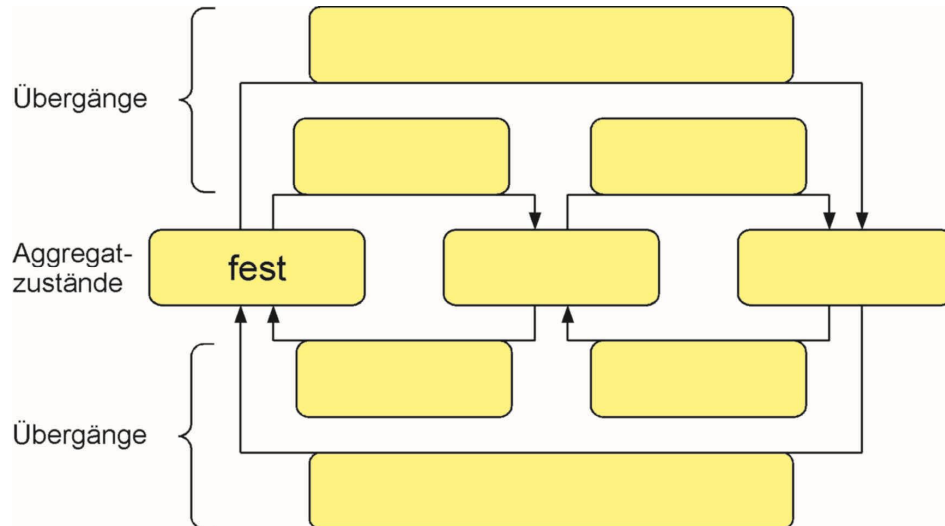 Übergänge
Aggregat-
zustände
fest
Übergänge